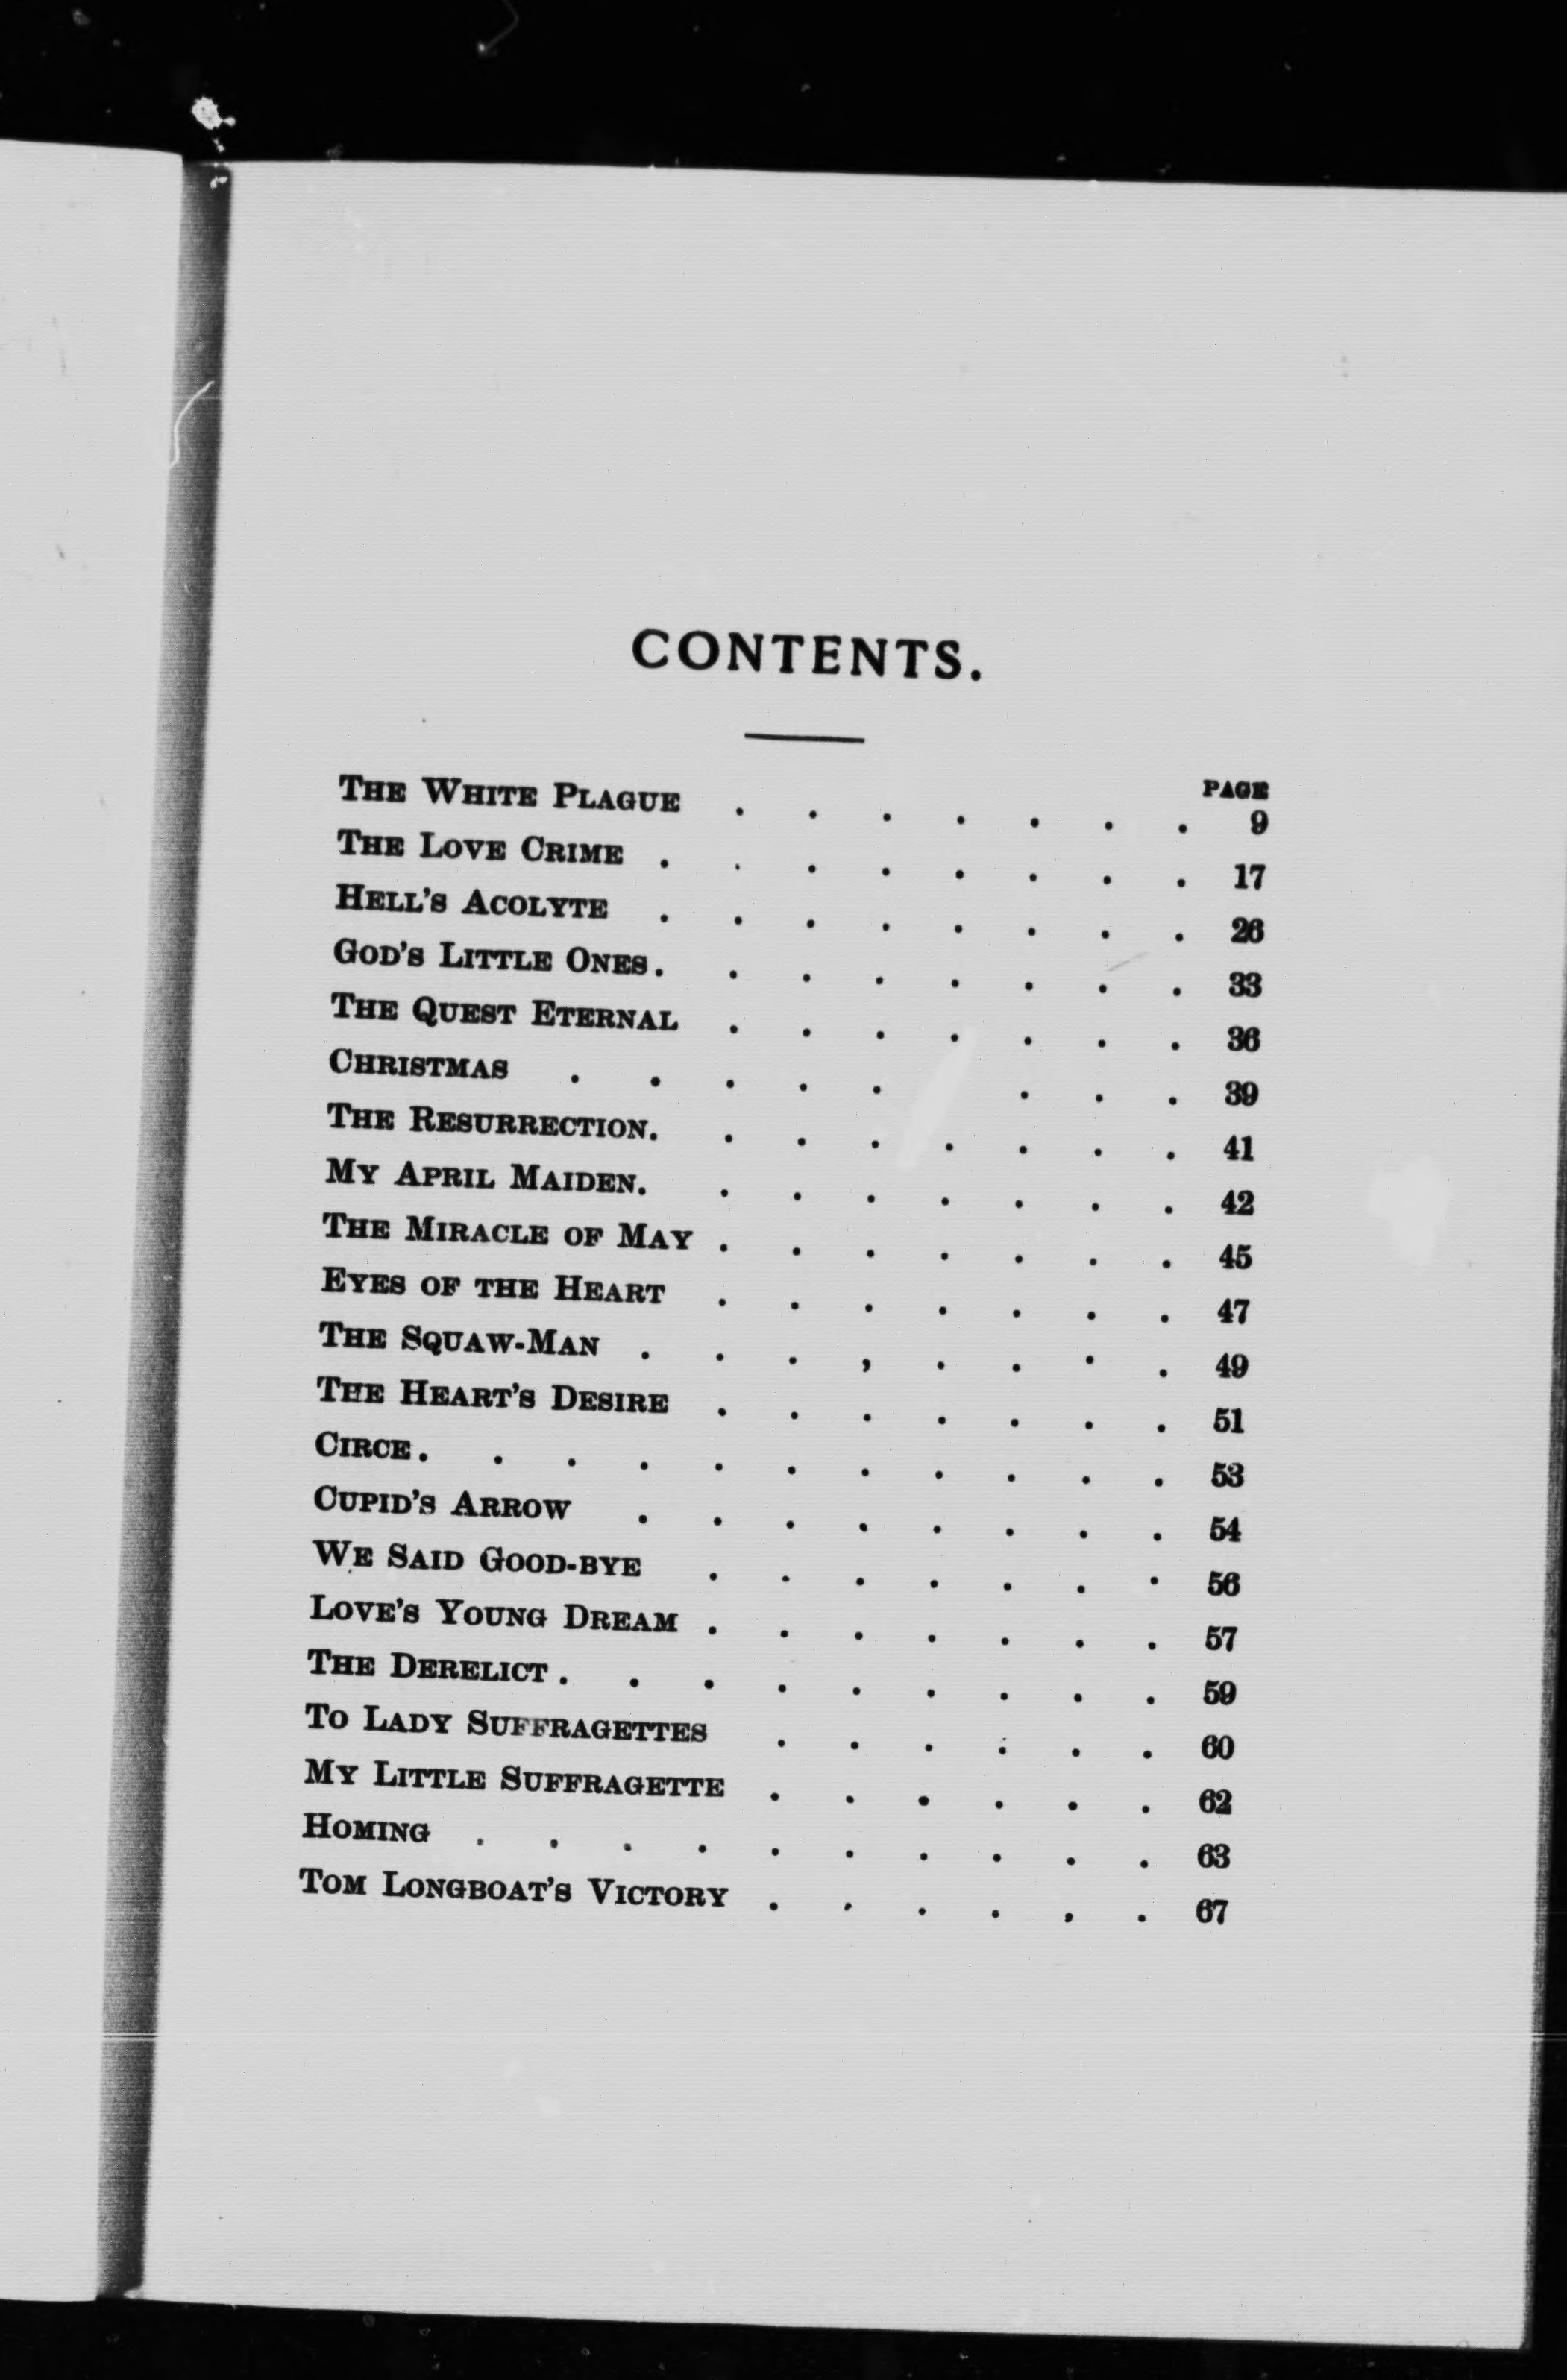 CONTENTS.
PAGE
THE WHITE PLAGUE . . . . . . . 9
THE LOVE CRIME . . . . . . . . 17
HELL'S ACOLYTE . . . . . . . . 26
GOD'S LITTLE ONES. . . . . . . . 33
THE QUEST ETERNAL . . . . . . . 36
CHRISTMAS . . . . . . . . 39
THE RESURRECTION. . . . . . . . 41
MY APRIL MAIDEN. . . . . . . . 42
THE MIRACLE OF MAY . . . . . . . 45
EYES OF THE HEART . . . . . . . 47
THE SQUAW-MAN . . . , . . . . 49
THE HEART'S DESIRE . . . . . . . 51
CIRCE. . . . . . . . . . . 53
CUPID'S ARROW . . . . . . . . 54
WE SAID GOOD-BYE . . . . . . . 56
LOVE'S YOUNG DREAM . . . . . . . 57
THE DERELICT. . . . . . . . . 59
TO LADY SUFFRAGETTES . . . . . . 60
MY LITTLE SUFFRAGETTE . . . . . . 62
HOMING . . . . . . . . . . 63
TOM LONGBOAT'S VICTORY . . . . , . 67